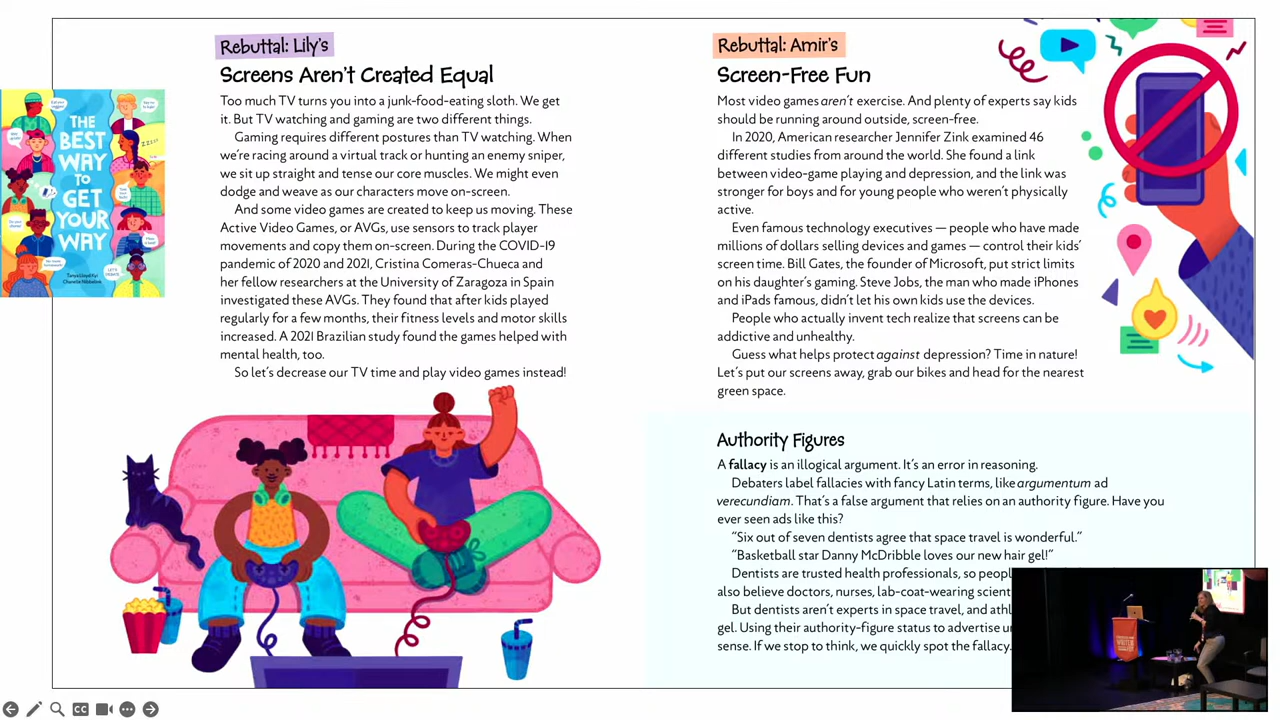 Rebuttal: Lily's
Screens Aren't Created Equal
Too much TV turns you into a junk-food-eating sloth. We get
it. But TV watching and gaming are two different things.
Gaming requires different postures than TV watching. When
we're racing around a virtual track or hunting an enemy sniper,
we sit up straight and tense our core muscles. We might even
dodge and weave as our characters move on-screen.
And some video games are created to keep us moving. These
Active Video Games, or AVGs, use sensors to track player
movements and copy them on-screen. During the COVID-19
pandemic of 2020 and 2021, Cristina Comeras-Chueca and
her fellow researchers at the University of Zaragoza in Spain
investigated these AVGs. They found that after kids played
regularly for a few months, their fitness levels and motor skills
increased. A 2021 Brazilian study found the games helped with
mental health, too.
So let's decrease our TV time and play video games instead!
THE
BEST
WAY
TO
GET
YOUR
WAY
Rebuttal: Amir's
Screen-Free Fun
Most video games aren't exercise. And plenty of experts say kids
should be running around outside, screen-free.
In 2020, American researcher Jennifer Zink examined 46
different studies from around the world. She found a link
between video-game playing and depression, and the link was
stronger for boys and for young people who weren't physically
active.
Even famous technology executives — people who have made
millions of dollars selling devices and games — control their kids'
screen time. Bill Gates, the founder of Microsoft, put strict limits
on his daughter's gaming. Steve Jobs, the man who made iPhones
and iPads famous, didn't let his own kids use the devices.
People who actually invent tech realize that screens can be
addictive and unhealthy.
Guess what helps protect against depression? Time in nature!
Let's put our screens away, grab our bikes and head for the nearest
green space.
Authority Figures
A fallacy is an illogical argument. It's an error in reasoning.
Debaters label fallacies with fancy Latin terms, like argumentum ad
verecundiam. That's a false argument that relies on an authority figure. Have you
ever seen ads like this?
"Six out of seven dentists agree that space travel is wonderful."
"Basketball star Danny McDribble loves our new hair gel!"
Dentists are trusted health professionals, so
also believe doctors, nurses, lab-coat-wearing
But dentists aren't experts in space travel, and
gel. Using their authority-figure status to advertise
sense. If we stop to think, we quickly spot the fallacy.
CC